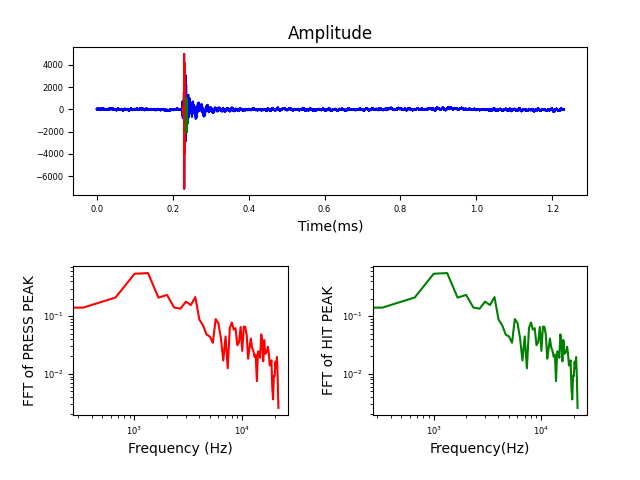 Amplitude
4000
2000
0
−2000
−4000
−6000
0.0 0.2 0.4 0.6 0.8 1.0 1.2
Time(ms)
FFT of PRESS PEAK
10⁻¹
10⁻²
10³ 10⁴
Frequency (Hz)
FFT of HIT PEAK
10⁻¹
10⁻²
10³ 10⁴
Frequency(Hz)